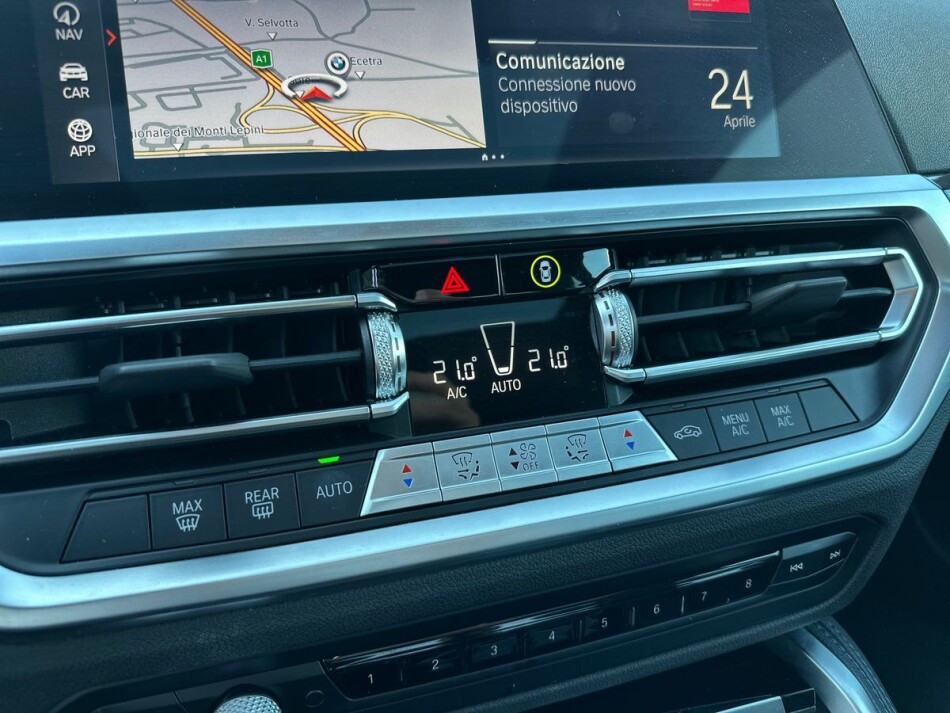 NAV
CAR
APP
V. Selvotta
A1
Ecetra
ionale dei Monti Lepini
Comunicazione
Connessione nuovo
dispositivo
24
Aprile
21.0°
A/C
AUTO
21.0°
MAX
REAR
AUTO
OFF
MENU
A/C
MAX
A/C
1
2
3
4
5
6
7
8